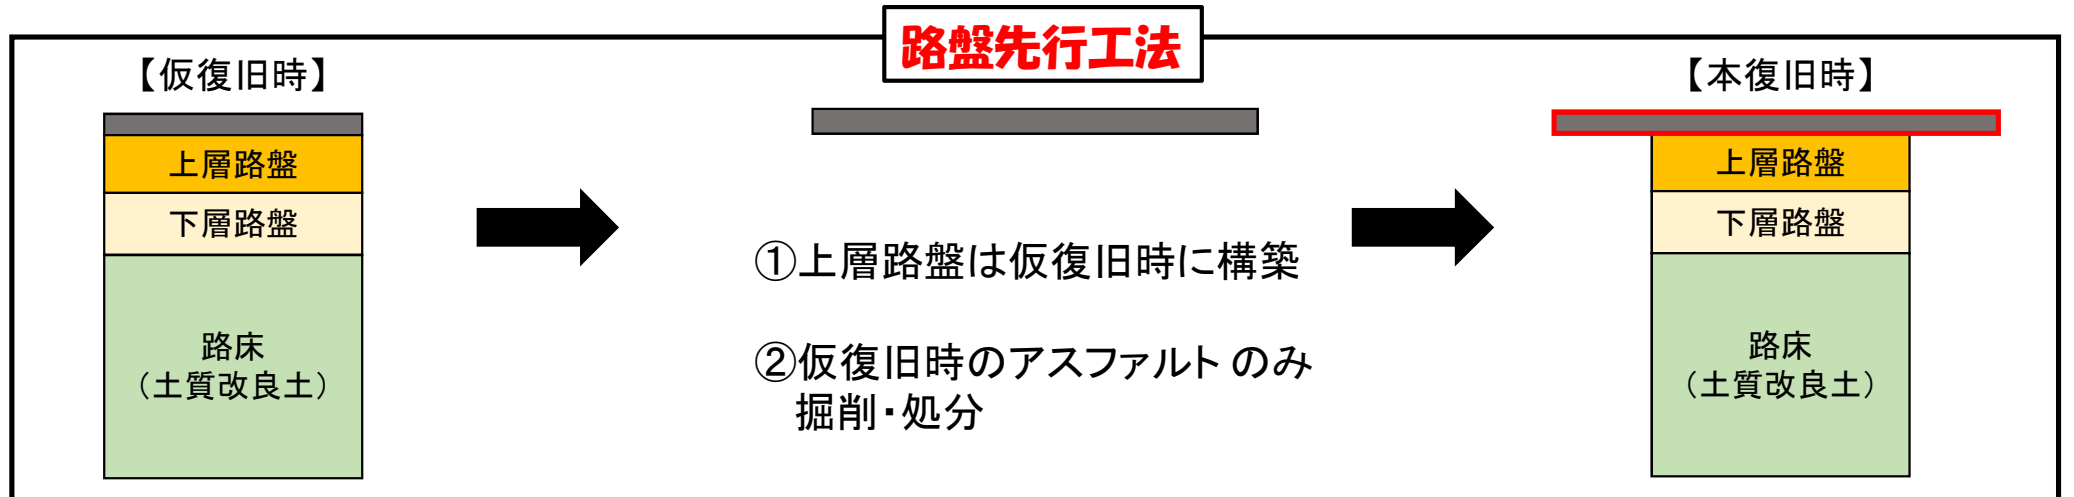 路盤先行工法
【仮復旧時】
上層路盤
下層路盤
路床
（土質改良土）
①上層路盤は仮復旧時に構築
②仮復旧時のアスファルト のみ
掘削・処分
【本復旧時】
上層路盤
下層路盤
路床
（土質改良土）